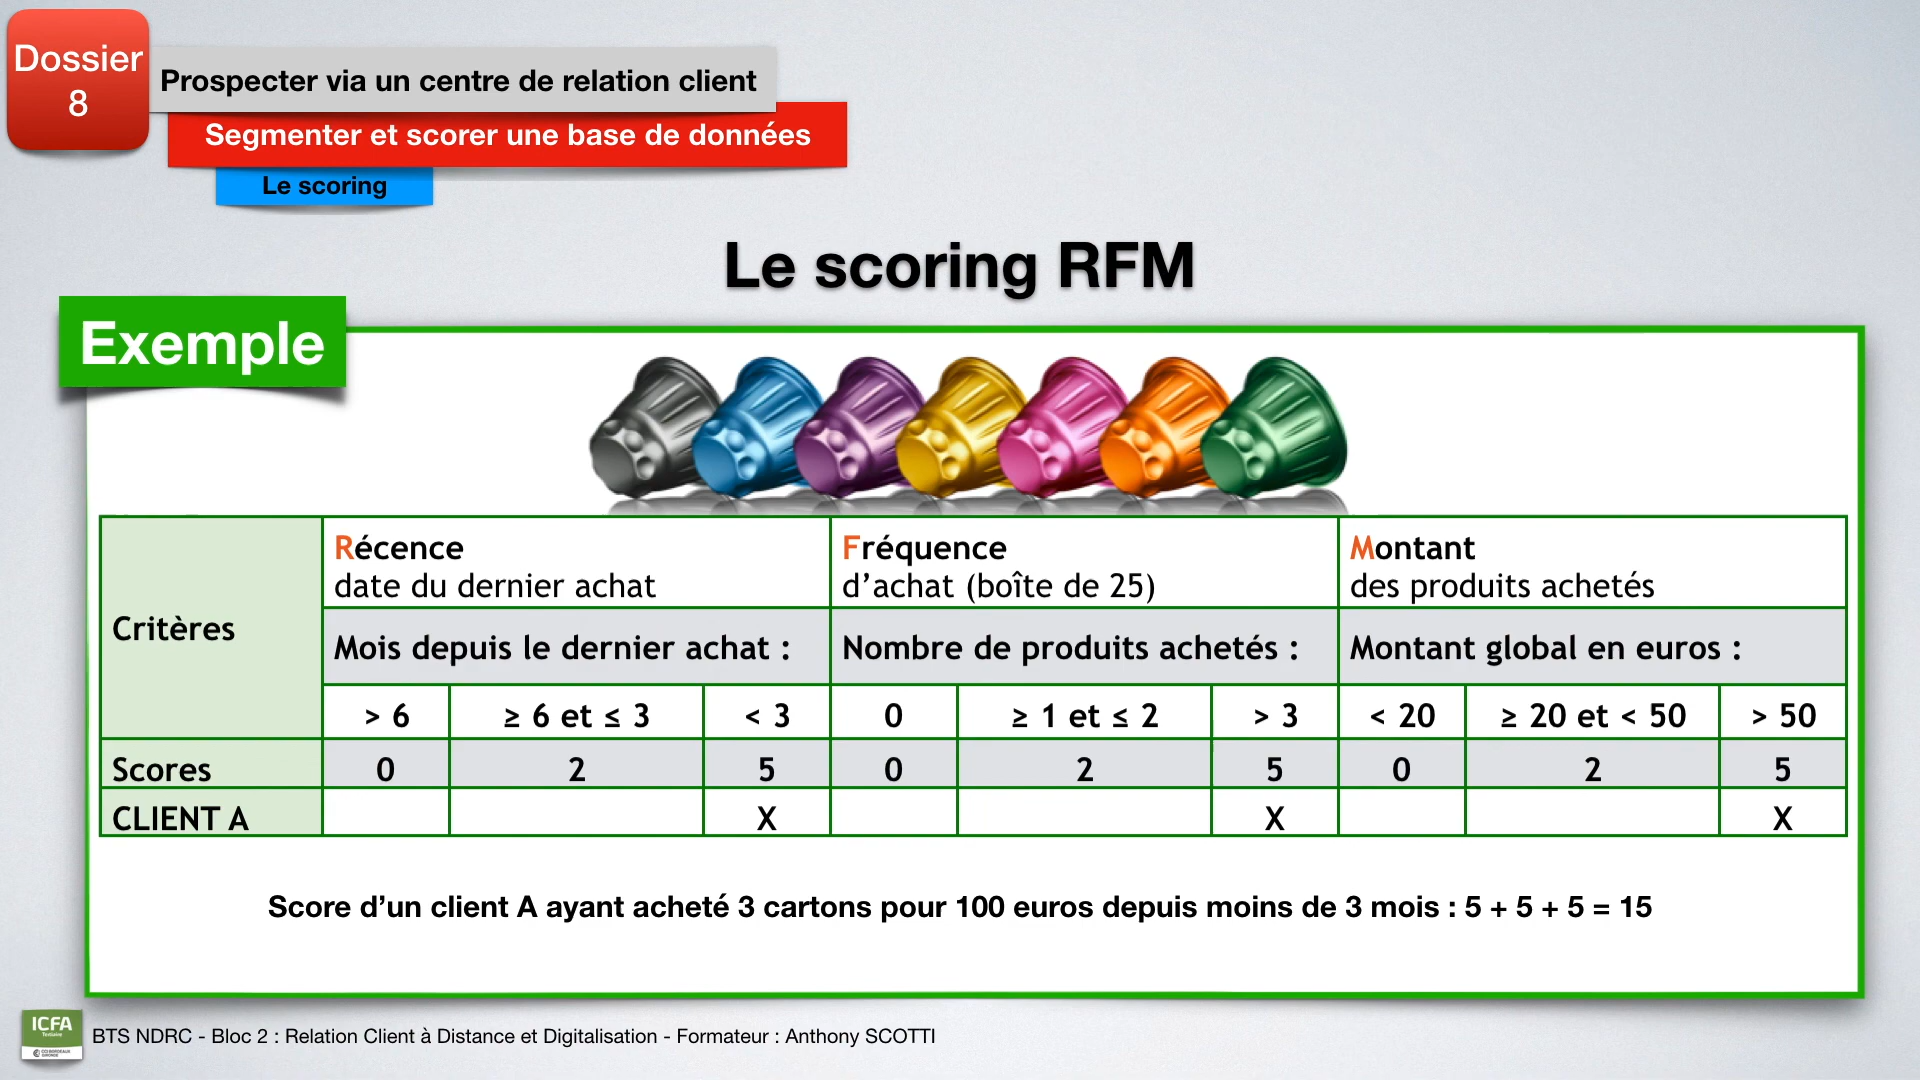 Dossier
8
Prospecter via un centre de relation client
Segmenter et scorer une base de données
Le scoring
Le scoring RFM
Exemple
Critères
Récence
date du dernier achat
Fréquence
d’achat (boîte de 25)
Montant
des produits achetés
Mois depuis le dernier achat :
Nombre de produits achetés :
Montant global en euros :
> 6 ≥ 6 et ≤ 3 < 3 0 ≥ 1 et ≤ 2 > 3 < 20 ≥ 20 et < 50 > 50
Scores 0 2 5 0 2 5 0 2 5
CLIENT A X X X
Score d’un client A ayant acheté 3 cartons pour 100 euros depuis moins de 3 mois : 5 + 5 + 5 = 15
ICFA
Tertiaire
CCI BORDEAUX
GIRONDE
BTS NDRC - Bloc 2 : Relation Client à Distance et Digitalisation - Formateur : Anthony SCOTTI